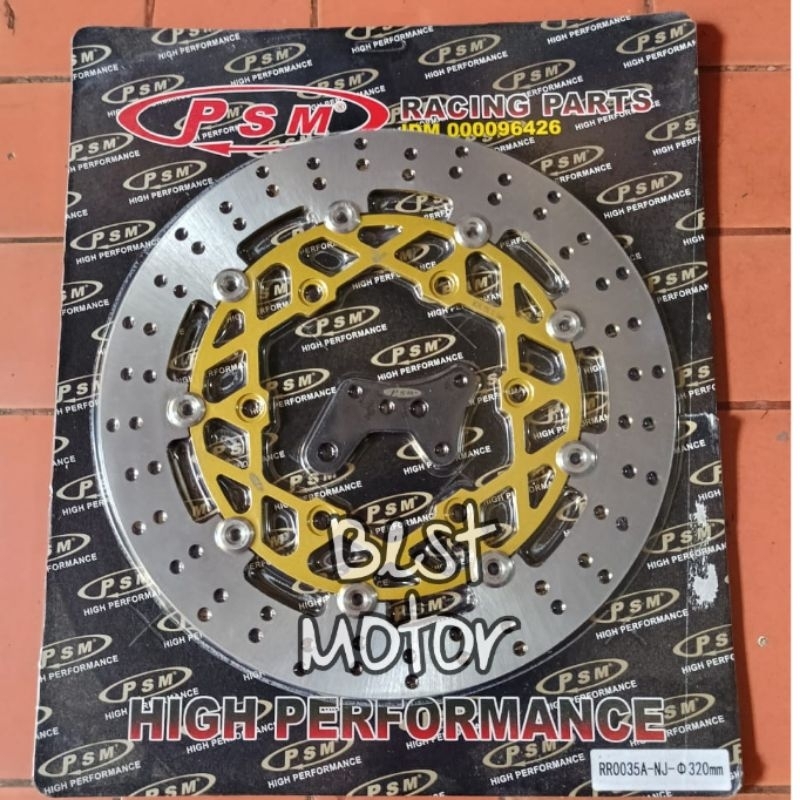 PSM®
RACING PARTS
IDM 000096426
PSM
Best
MOTOR
HIGH PERFORMANCE
RR0035A-NJ-Φ320mm
PSM®
HIGH PERFORMANCE